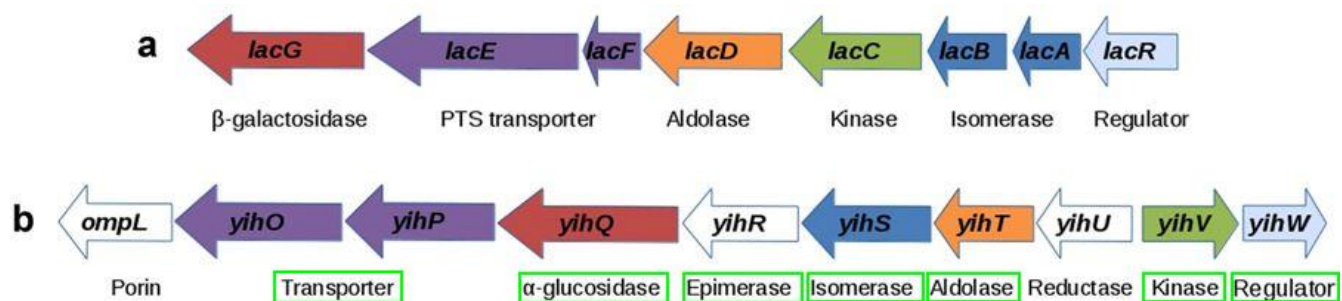 a
lacG lacE lacF lacD lacC lacB lacA lacR
β-galactosidase PTS transporter Aldolase Kinase Isomerase Regulator
b
ompL yihO yihP yihQ yihR yihS yihT yihU yihV yihW
Porin Transporter α-glucosidase Epimerase Isomerase Aldolase Reductase Kinase Regulator